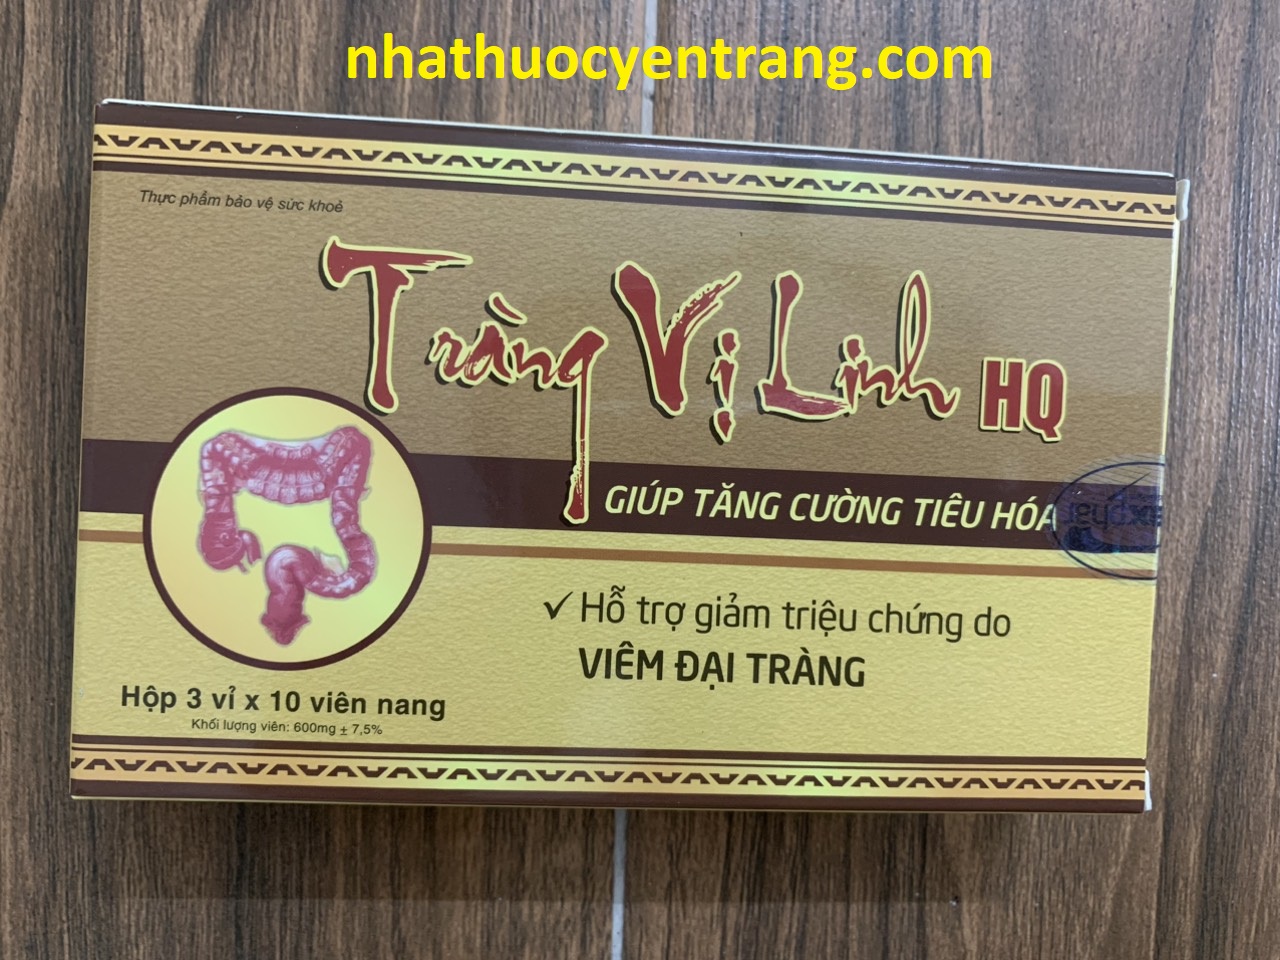 nhathuocyentrang.com
Thực phẩm bảo vệ sức khoẻ
Tràng Vị Linh HQ
GIÚP TĂNG CƯỜNG TIÊU HÓA
✓ Hỗ trợ giảm triệu chứng do
VIÊM ĐẠI TRÀNG
Hộp 3 vỉ x 10 viên nang
Khối lượng viên: 600mg ± 7,5%